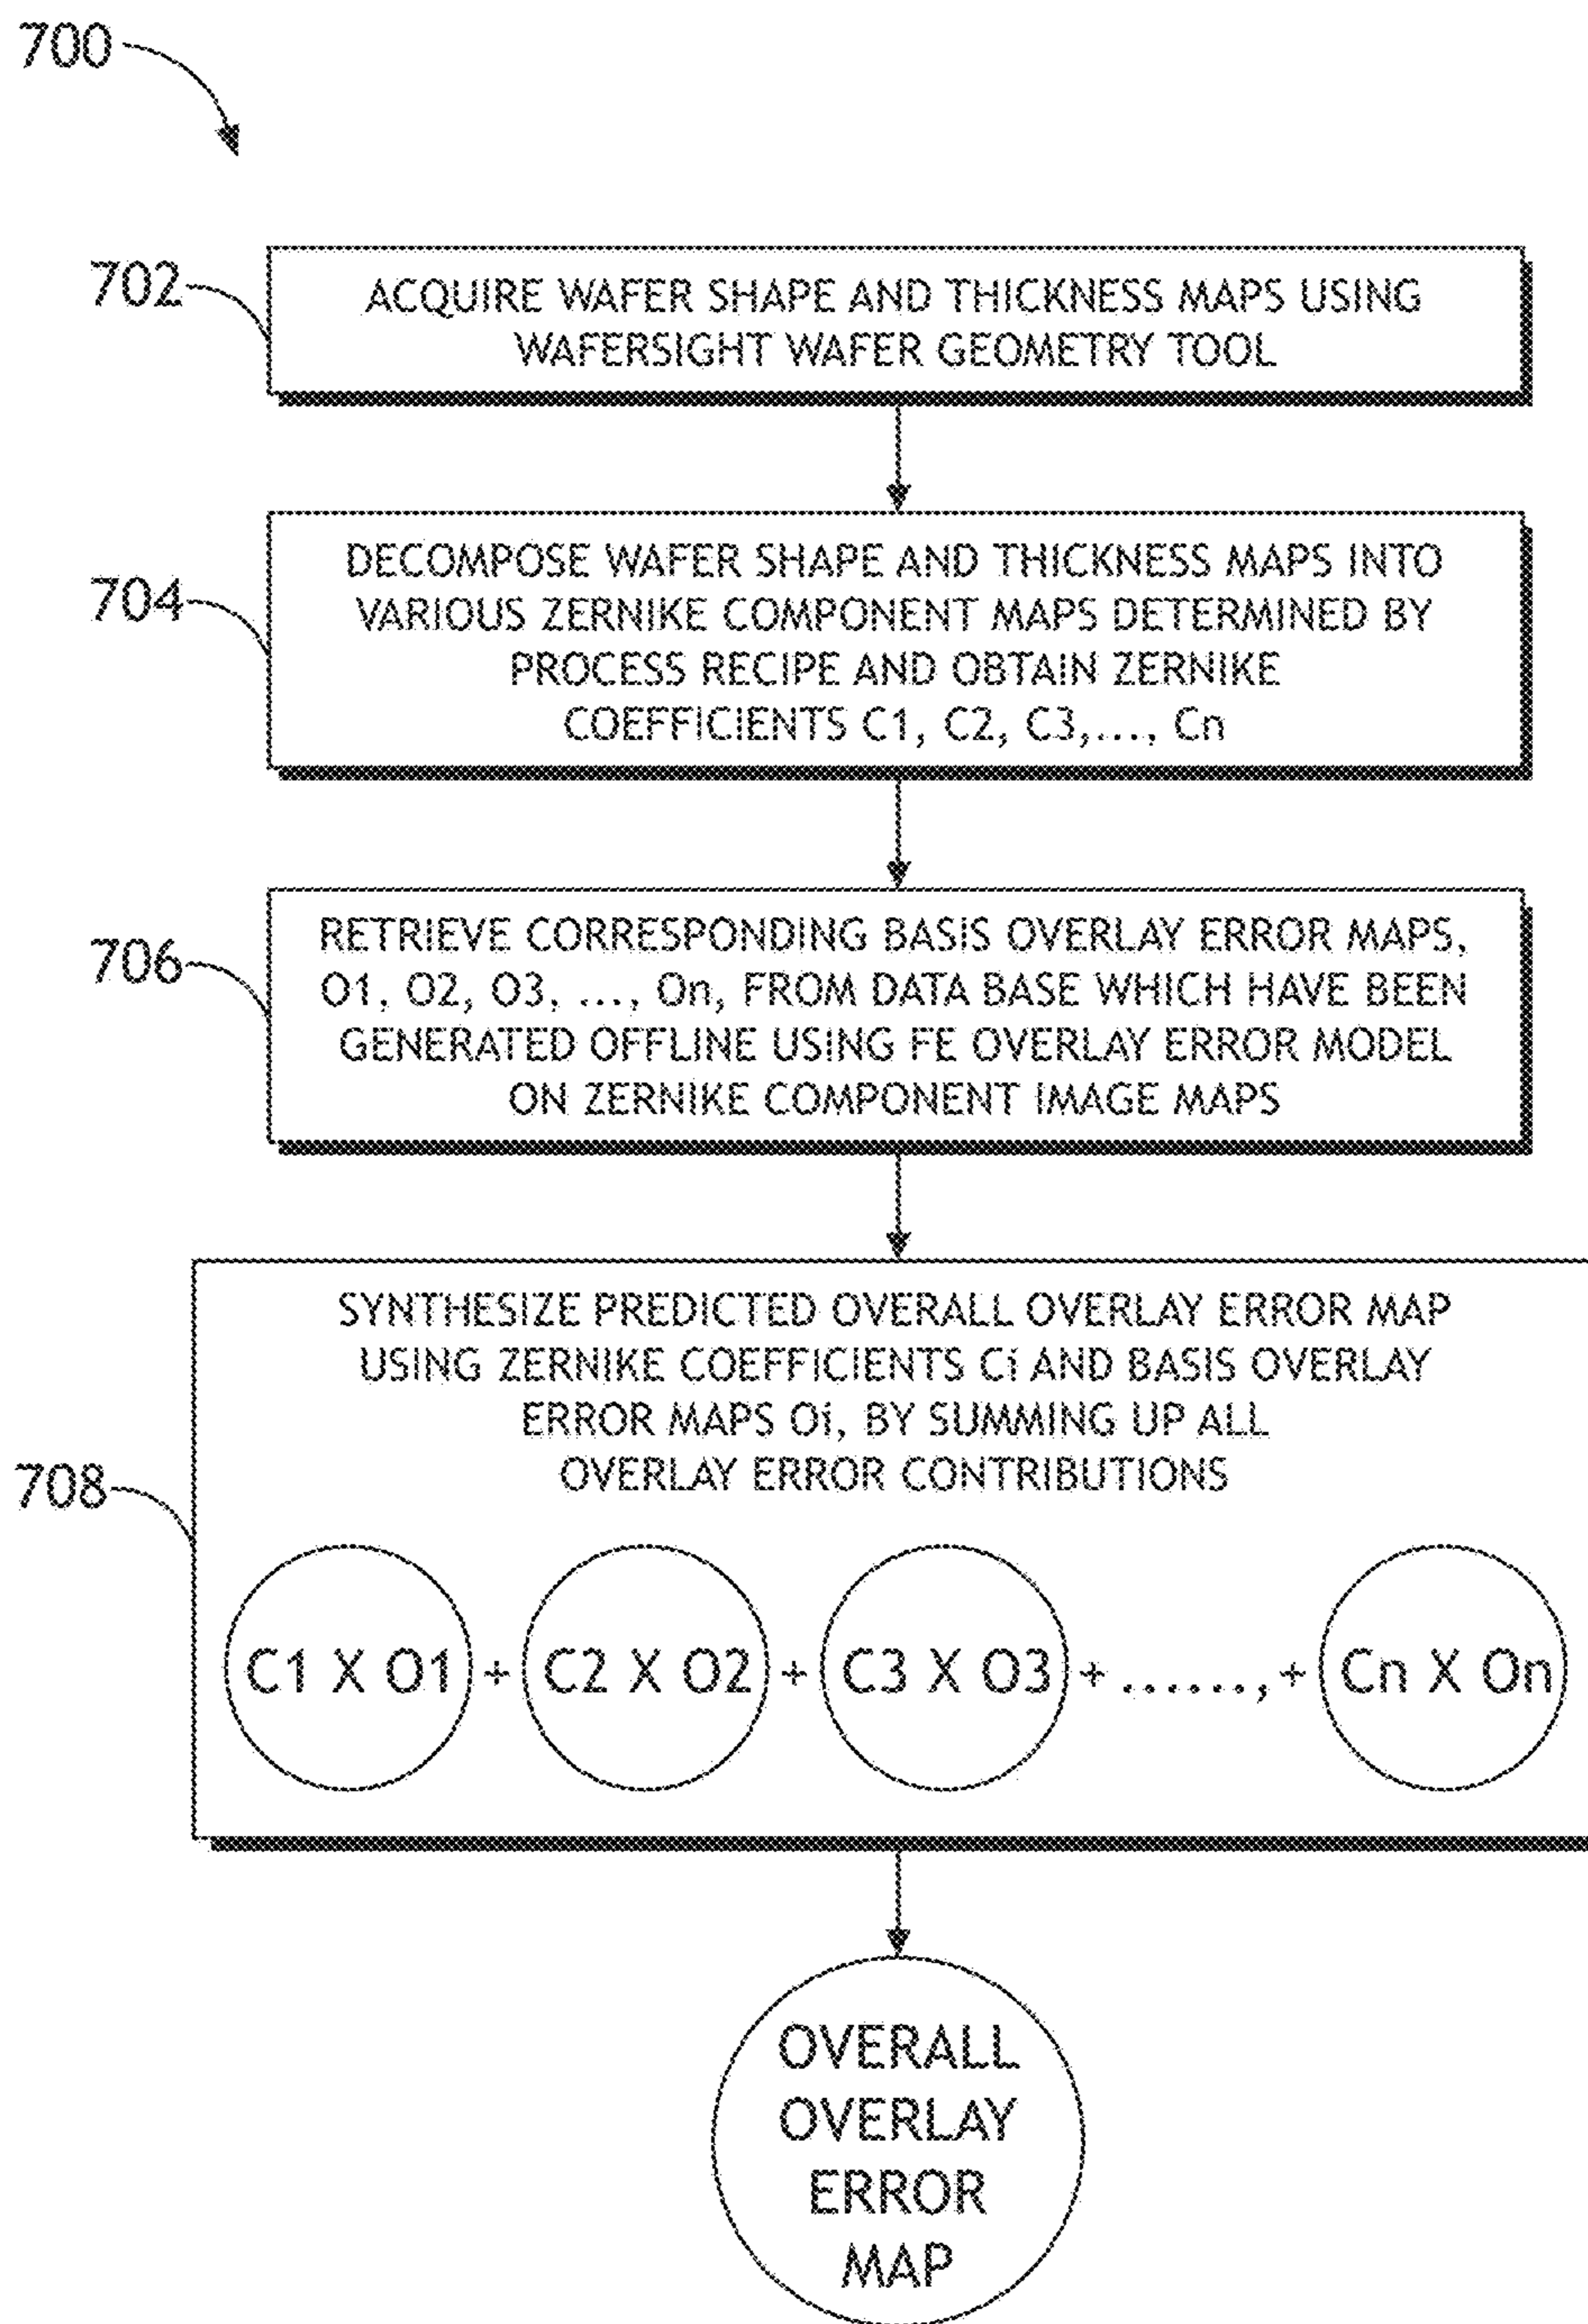 700
702
ACQUIRE WAFER SHAPE AND THICKNESS MAPS USING
WAFERSIGHT WAFER GEOMETRY TOOL
704
DECOMPOSE WAFER SHAPE AND THICKNESS MAPS INTO
VARIOUS ZERNIKE COMPONENT MAPS DETERMINED BY
PROCESS RECIPE AND OBTAIN ZERNIKE
COEFFICIENTS C1, C2, C3,..., Cn
706
RETRIEVE CORRESPONDING BASIS OVERLAY ERROR MAPS,
O1, O2, O3, ..., On, FROM DATA BASE WHICH HAVE BEEN
GENERATED OFFLINE USING FE OVERLAY ERROR MODEL
ON ZERNIKE COMPONENT IMAGE MAPS
708
SYNTHESIZE PREDICTED OVERALL OVERLAY ERROR MAP
USING ZERNIKE COEFFICIENTS Ci AND BASIS OVERLAY
ERROR MAPS Oi, BY SUMMING UP ALL
OVERLAY ERROR CONTRIBUTIONS
C1 X O1 + C2 X O2 + C3 X O3 + ......, + Cn X On
OVERALL
OVERLAY
ERROR
MAP